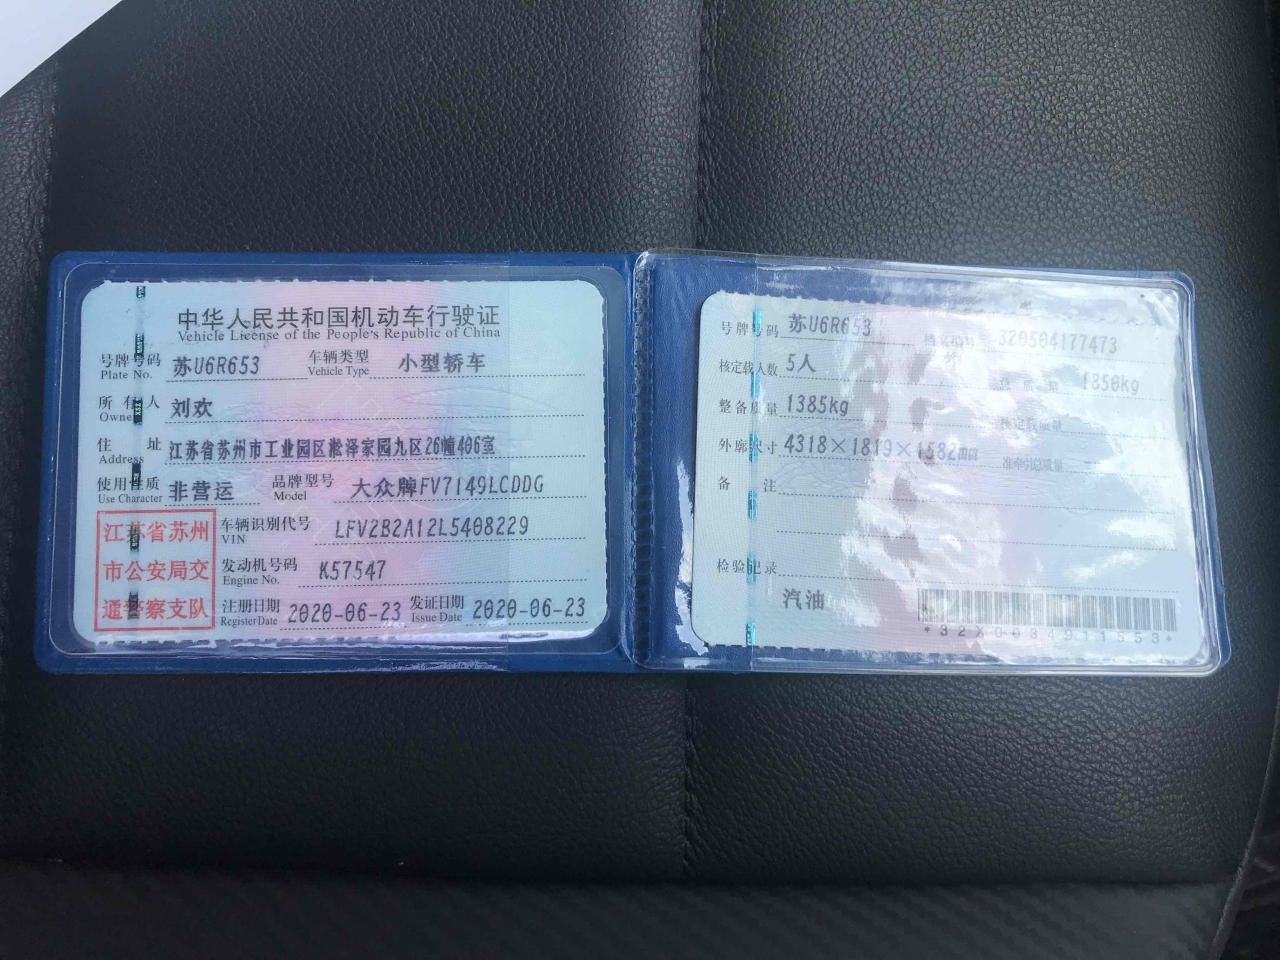 中华人民共和国机动车行驶证
Vehicle License of the People's Republic of China
号牌号码 苏U6R653 车辆类型 小型轿车
Plate No. Vehicle Type
所有人 刘欢
Owner
住址 江苏省苏州市工业园区淞泽家园九区26幢406室
Address
使用性质 非营运 品牌型号 大众牌FV7149LCDDG
Use Character Model
江苏省苏州
市公安局交
通警察支队
车辆识别代号 LFV2B2A12L5408229
VIN
发动机号码 K57547
Engine No.
注册日期 2020-06-23 发证日期 2020-06-23
Register Date Issue Date
号牌号码 苏U6R653 档案编号 320504177473
核定载人数 5人 总质量 1850kg
整备质量 1385kg 核定载质量
外廓尺寸 4318×1819×1582mm 准牵引总质量
备注
检验记录
汽油
*32X0034911553*